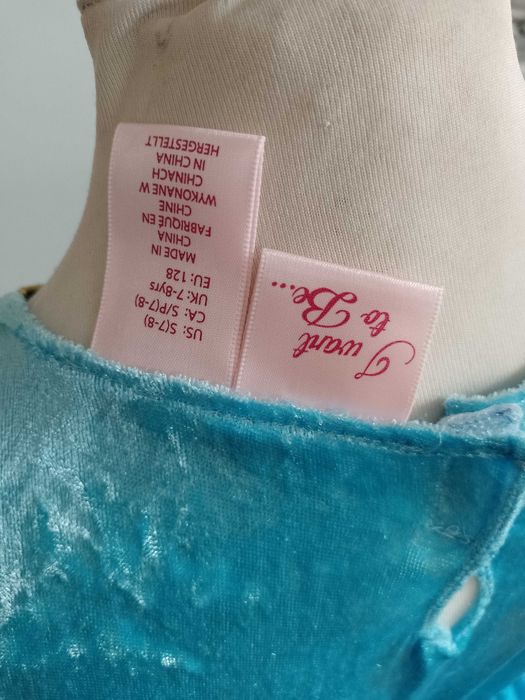 US: S(7-8)
CA: S/P(7-8)
UK: 7-8yrs
EU: 128
MADE IN
CHINA
FABRIQUÉ EN
CHINE
WYKONANE W
CHINACH
IN CHINA
HERGESTELLT
I want
to Be...